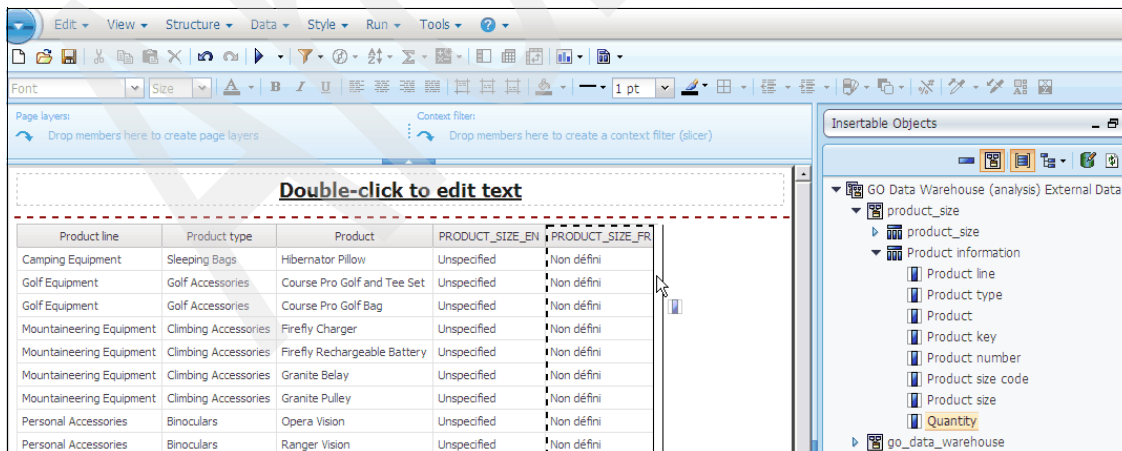 Edit View Structure Data Style Run Tools ?
Font Size A B I U 1 pt
Page layers: Context filter:
Drop members here to create page layers Drop members here to create a context filter (slicer)
Double-click to edit text
Product line Product type Product PRODUCT_SIZE_EN PRODUCT_SIZE_FR
Camping Equipment Sleeping Bags Hibernator Pillow Unspecified Non défini
Golf Equipment Golf Accessories Course Pro Golf and Tee Set Unspecified Non défini
Golf Equipment Golf Accessories Course Pro Golf Bag Unspecified Non défini
Mountaineering Equipment Climbing Accessories Firefly Charger Unspecified Non défini
Mountaineering Equipment Climbing Accessories Firefly Rechargeable Battery Unspecified Non défini
Mountaineering Equipment Climbing Accessories Granite Belay Unspecified Non défini
Mountaineering Equipment Climbing Accessories Granite Pulley Unspecified Non défini
Personal Accessories Binoculars Opera Vision Unspecified Non défini
Personal Accessories Binoculars Ranger Vision Unspecified Non défini
Insertable Objects
GO Data Warehouse (analysis) External Data
product_size
product_size
Product information
Product line
Product type
Product
Product key
Product number
Product size code
Product size
Quantity
go_data_warehouse